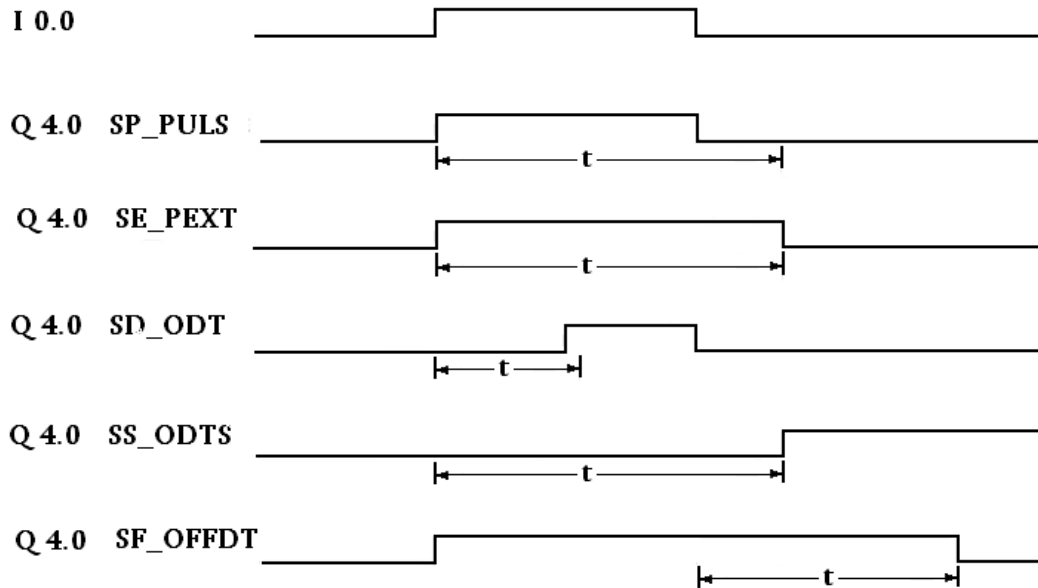 I 0.0
Q 4.0 SP_PULS
t
Q 4.0 SE_PEXT
t
Q 4.0 SD_ODT
t
Q 4.0 SS_ODTS
t
Q 4.0 SF_OFFDT
t